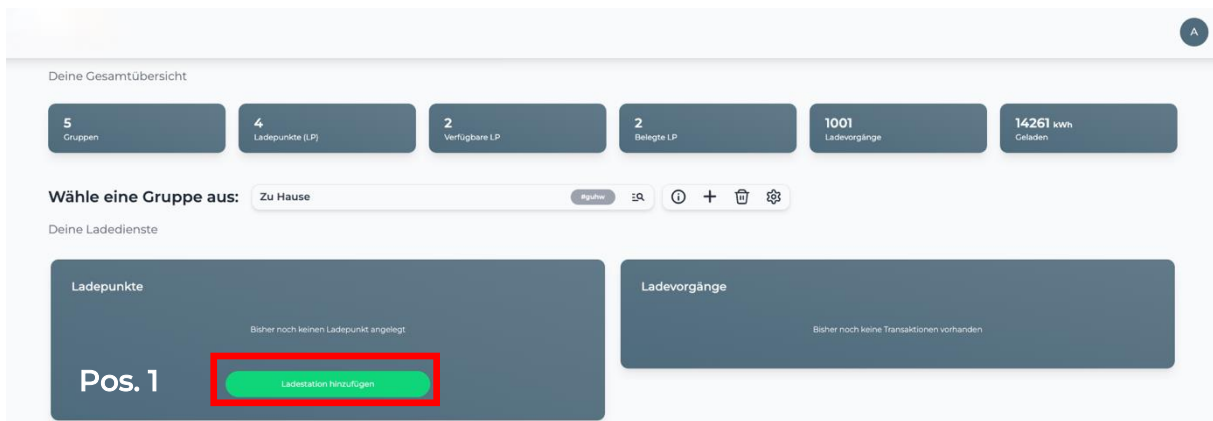 A
Deine Gesamtübersicht
5
Gruppen
4
Ladepunkte (LP)
2
Verfügbare LP
2
Belegte LP
1001
Ladevorgänge
14261 kWh
Geladen
Wähle eine Gruppe aus: Zu Hause
Deine Ladedienste
Ladepunkte
Bisher noch keinen Ladepunkt angelegt
Pos. 1
Ladestation hinzufügen
Ladevorgänge
Bisher noch keine Transaktionen vorhanden